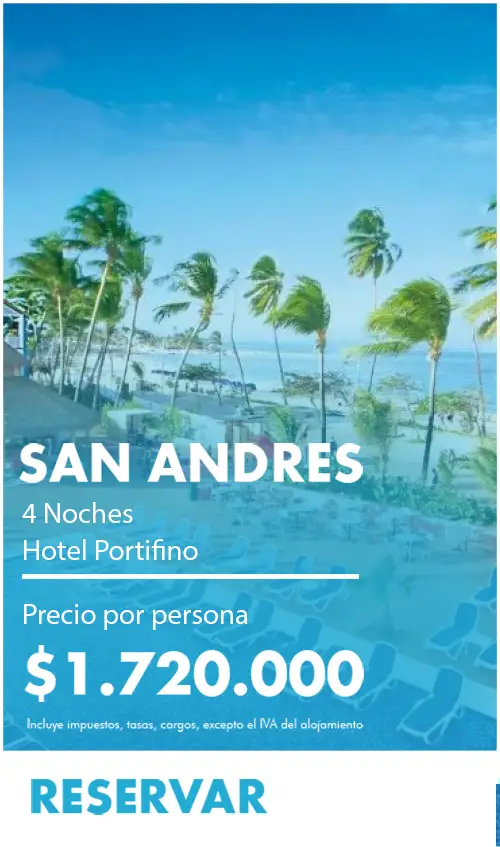 SAN ANDRES
4 Noches
Hotel Portifino
Precio por persona
$1.720.000
Incluye impuestos, tasas, cargos, excepto el IVA del alojamiento
RESERVAR